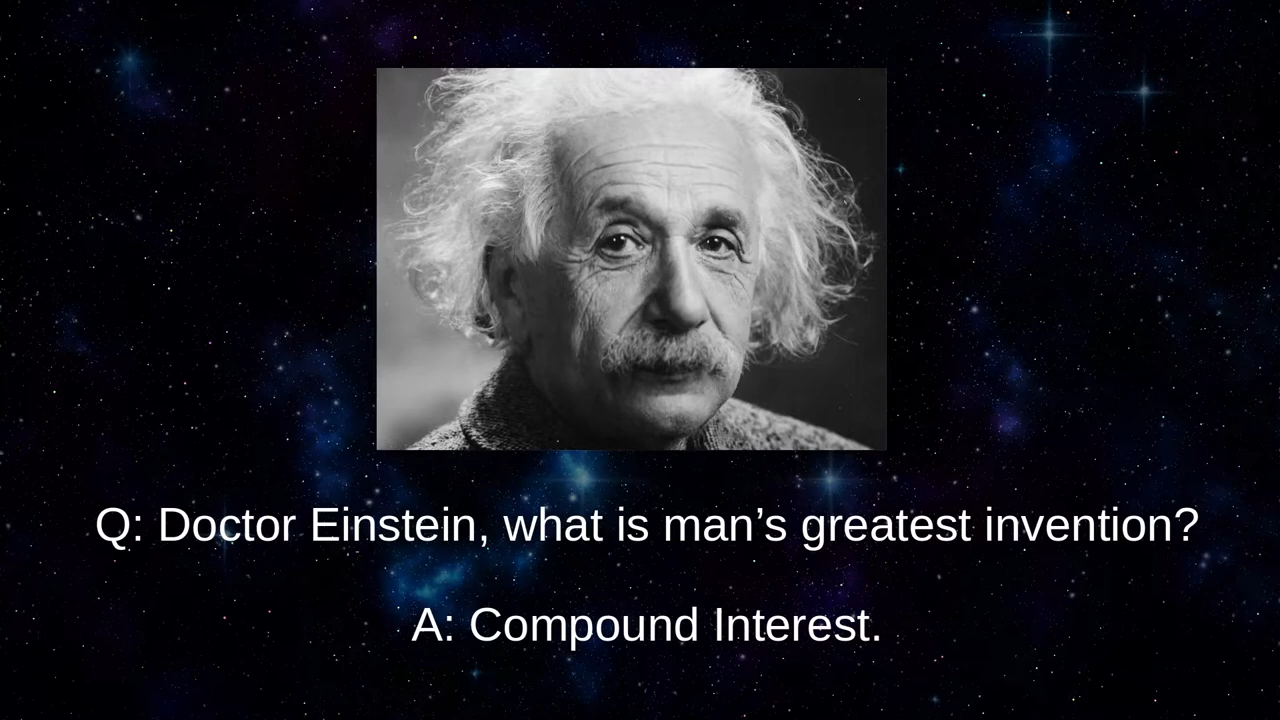 Q: Doctor Einstein, what is man’s greatest invention?
A: Compound Interest.